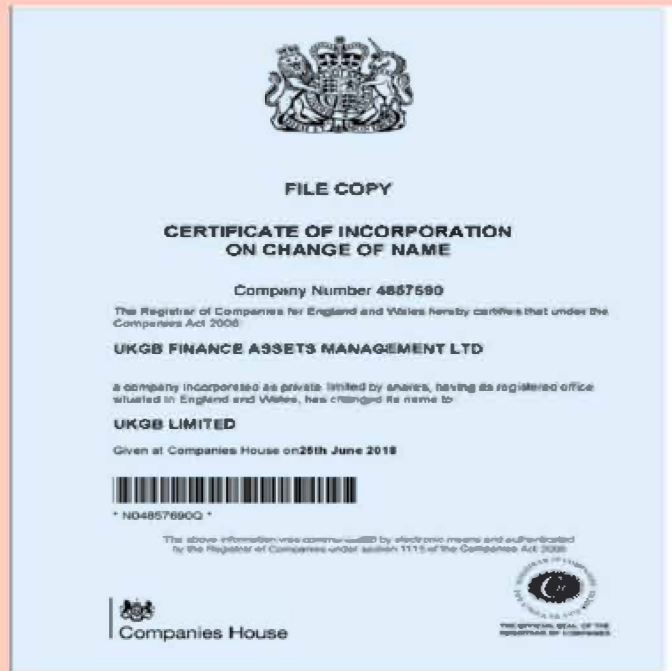 FILE COPY
CERTIFICATE OF INCORPORATION
ON CHANGE OF NAME
Company Number 4857690
The Registrar of Companies for England and Wales hereby certifies that under the
Companies Act 2006
UKGB FINANCE ASSETS MANAGEMENT LTD
a company incorporated as private limited by shares, having its registered office
situated in England and Wales, has changed its name to
UKGB LIMITED
Given at Companies House on25th June 2018
* N04857690Q *
The above information was communicated by electronic means and authenticated
by the Registrar of Companies under section 1115 of the Companies Act 2006
Companies House
THE OFFICIAL SEAL OF THE
REGISTRAR OF COMPANIES